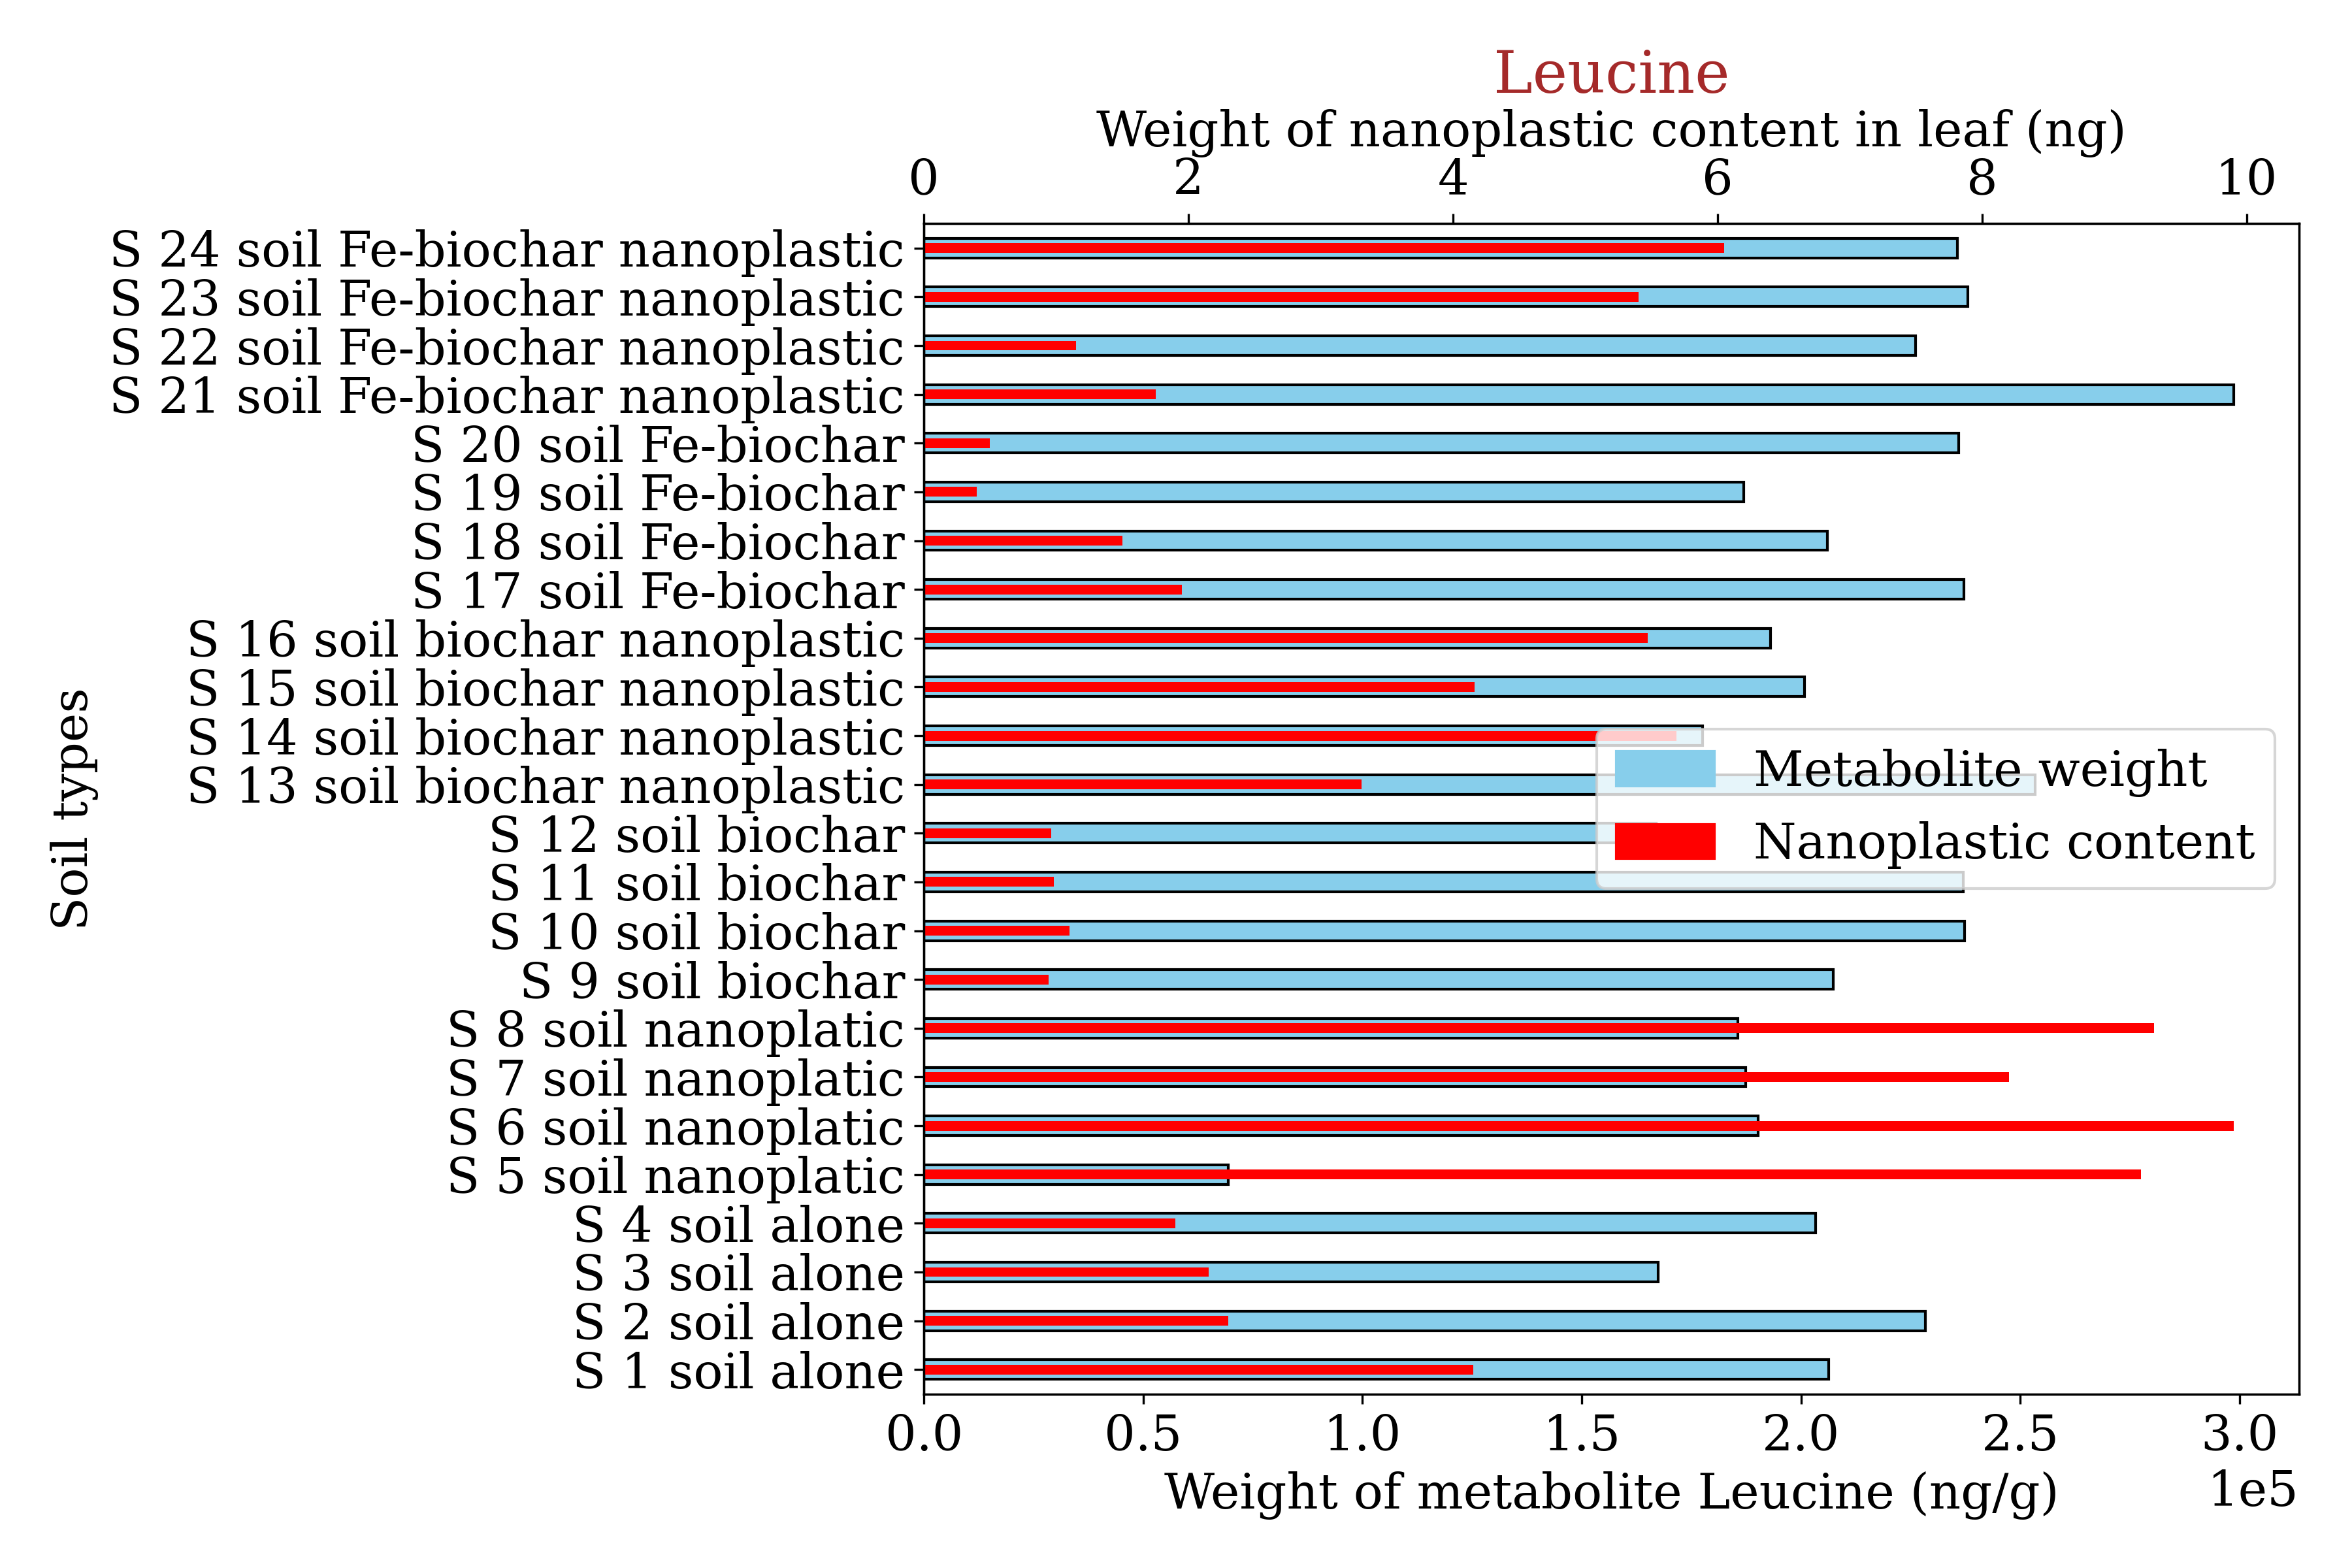 Leucine
Weight of nanoplastic content in leaf (ng)
0 2 4 6 8 10
S 24 soil Fe-biochar nanoplastic
S 23 soil Fe-biochar nanoplastic
S 22 soil Fe-biochar nanoplastic
S 21 soil Fe-biochar nanoplastic
S 20 soil Fe-biochar
S 19 soil Fe-biochar
S 18 soil Fe-biochar
S 17 soil Fe-biochar
S 16 soil biochar nanoplastic
S 15 soil biochar nanoplastic
S 14 soil biochar nanoplastic
S 13 soil biochar nanoplastic
S 12 soil biochar
S 11 soil biochar
S 10 soil biochar
S 9 soil biochar
S 8 soil nanoplatic
S 7 soil nanoplatic
S 6 soil nanoplatic
S 5 soil nanoplatic
S 4 soil alone
S 3 soil alone
S 2 soil alone
S 1 soil alone
Soil types
Metabolite weight
Nanoplastic content
0.0 0.5 1.0 1.5 2.0 2.5 3.0
Weight of metabolite Leucine (ng/g)
1e5